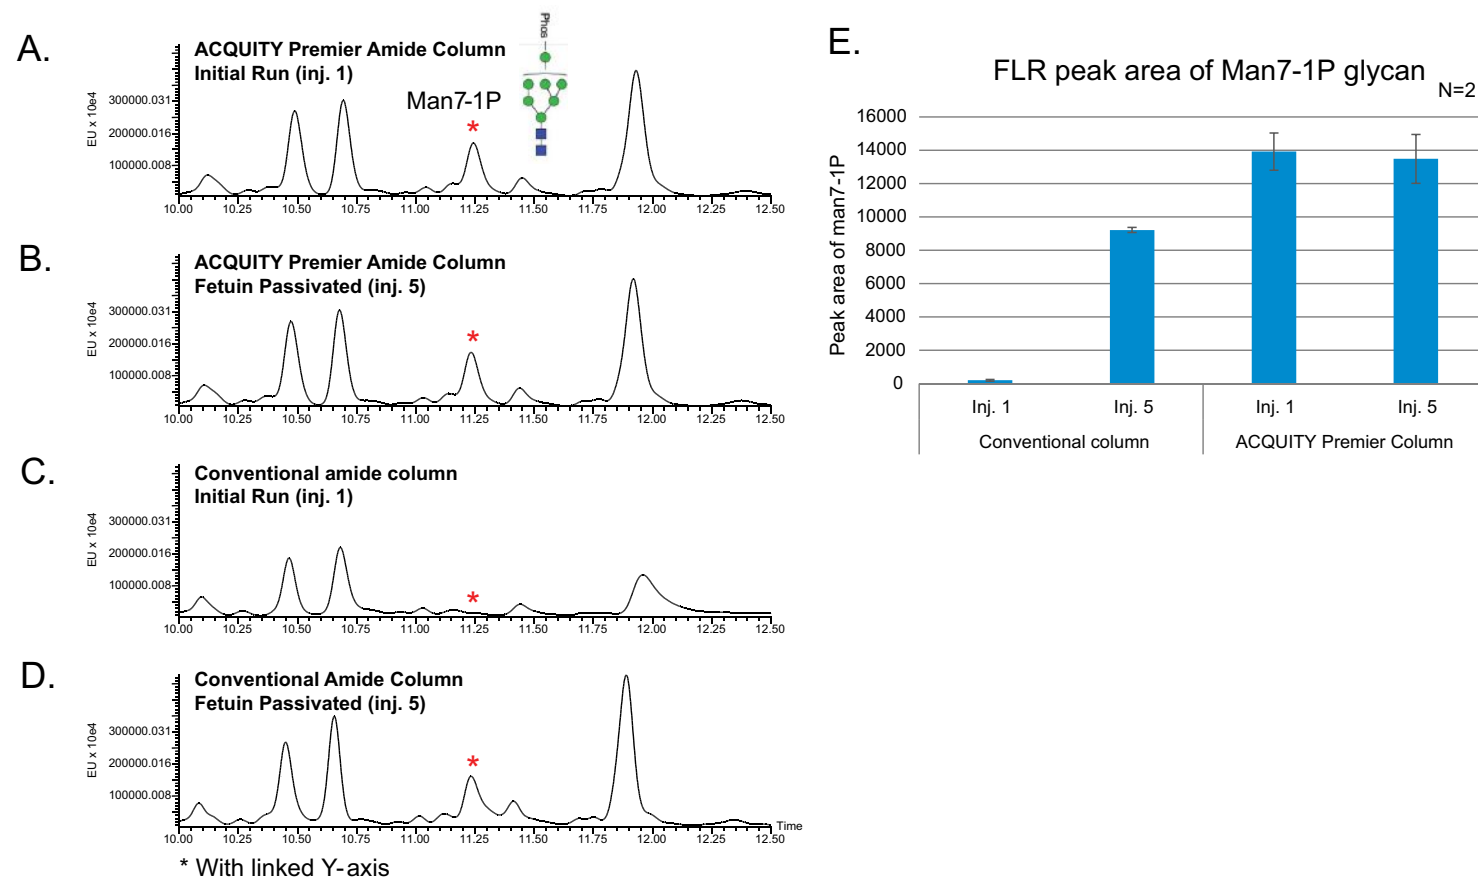 A.
ACQUITY Premier Amide Column
Initial Run (inj. 1)
Man7-1P
*
Phos
EU x 10e4
300000.031
200000.016
100000.008
10.00 10.25 10.50 10.75 11.00 11.25 11.50 11.75 12.00 12.25 12.50
B.
ACQUITY Premier Amide Column
Fetuin Passivated (inj. 5)
*
EU x 10e4
300000.031
200000.016
100000.008
10.00 10.25 10.50 10.75 11.00 11.25 11.50 11.75 12.00 12.25 12.50
C.
Conventional amide column
Initial Run (inj. 1)
*
EU x 10e4
300000.031
200000.016
100000.008
10.00 10.25 10.50 10.75 11.00 11.25 11.50 11.75 12.00 12.25 12.50
D.
Conventional Amide Column
Fetuin Passivated (inj. 5)
*
EU x 10e4
300000.031
200000.016
100000.008
Time
10.00 10.25 10.50 10.75 11.00 11.25 11.50 11.75 12.00 12.25 12.50
* With linked Y-axis
E.
FLR peak area of Man7-1P glycan
N=2
Peak area of man7-1P
16000
14000
12000
10000
8000
6000
4000
2000
0
Inj. 1 Inj. 5 Inj. 1 Inj. 5
Conventional column ACQUITY Premier Column